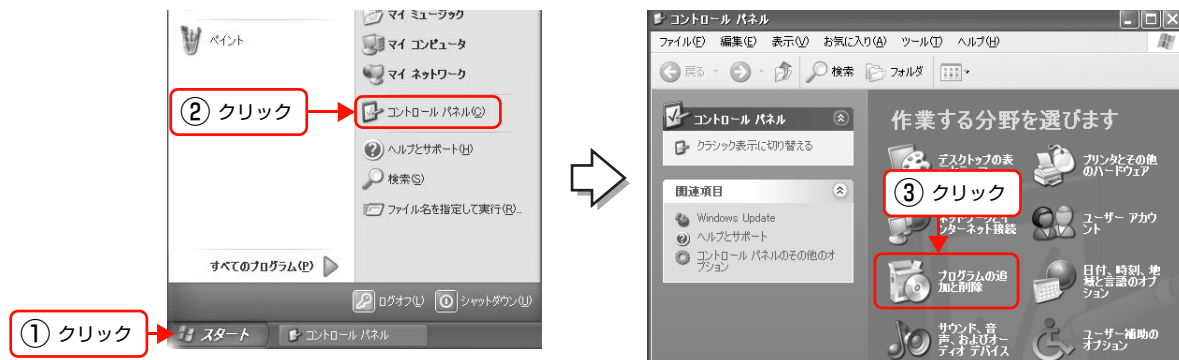 マイ ミュージック
ペイント
マイ コンピュータ
マイ ネットワーク
② クリック
コントロール パネル(C)
ヘルプとサポート(H)
検索(S)
ファイル名を指定して実行(R)...
すべてのプログラム(P)
ログオフ(L)
シャットダウン(U)
① クリック
スタート
コントロール パネル
コントロール パネル
ファイル(F) 編集(E) 表示(V) お気に入り(A) ツール(T) ヘルプ(H)
戻る
検索
フォルダ
コントロール パネル
クラシック表示に切り替える
関連項目
Windows Update
ヘルプとサポート
コントロール パネルのその他のオ
プション
作業する分野を選びます
デスクトップの表
プリンタとその他
のハードウェア
③ クリック
ンターネット接続
ユーザー アカウ
ント
プログラムの追
加と削除
日付、時刻、地
域と言語のオプ
ション
サウンド、音
声、およびオー
ディオ デバイス
ユーザー補助の
オプション